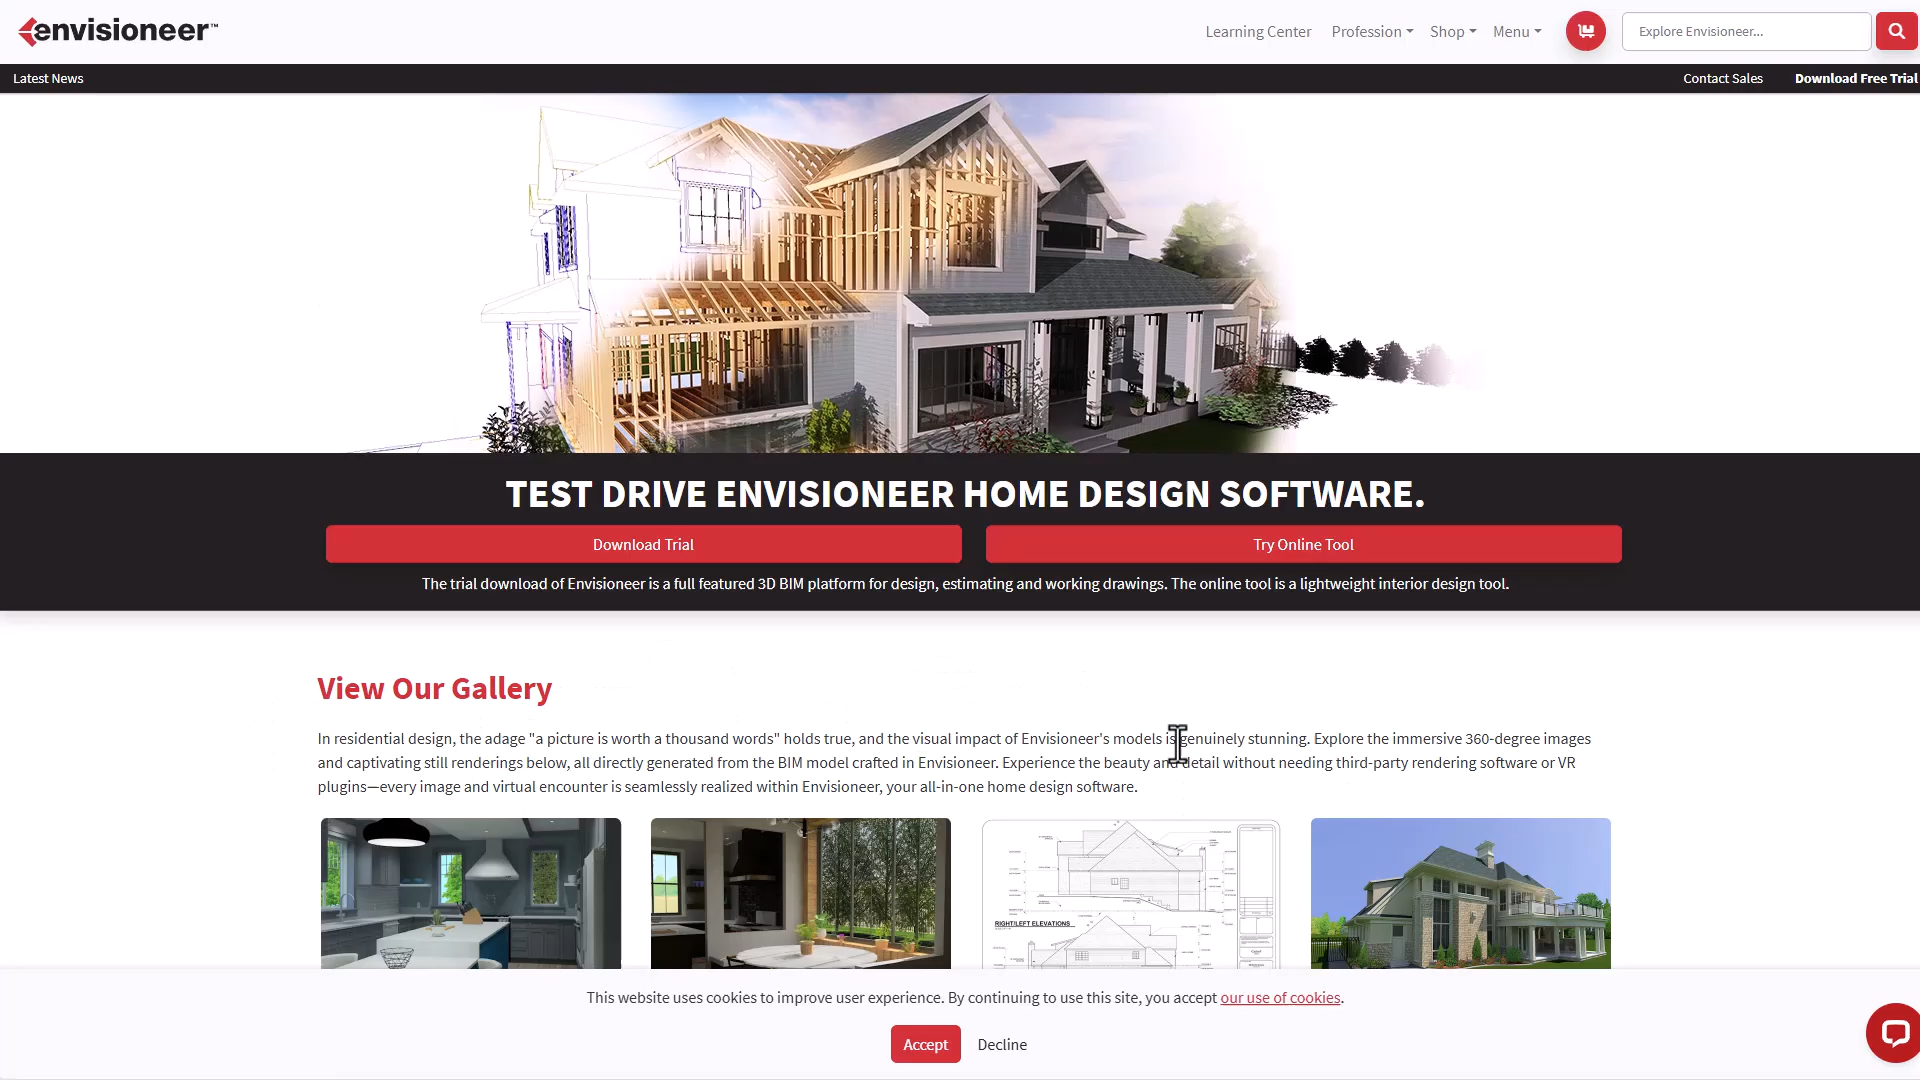 envisioneer™
Learning Center Profession Shop Menu Explore Envisioneer...
Latest News Contact Sales Download Free Trial
TEST DRIVE ENVISIONEER HOME DESIGN SOFTWARE.
Download Trial Try Online Tool
The trial download of Envisioneer is a full featured 3D BIM platform for design, estimating and working drawings. The online tool is a lightweight interior design tool.
View Our Gallery
In residential design, the adage "a picture is worth a thousand words" holds true, and the visual impact of Envisioneer's models is genuinely stunning. Explore the immersive 360-degree images
and captivating still renderings below, all directly generated from the BIM model crafted in Envisioneer. Experience the beauty and detail without needing third-party rendering software or VR
plugins—every image and virtual encounter is seamlessly realized within Envisioneer, your all-in-one home design software.
RIGHT/LEFT ELEVATIONS
This website uses cookies to improve user experience. By continuing to use this site, you accept our use of cookies.
Accept Decline